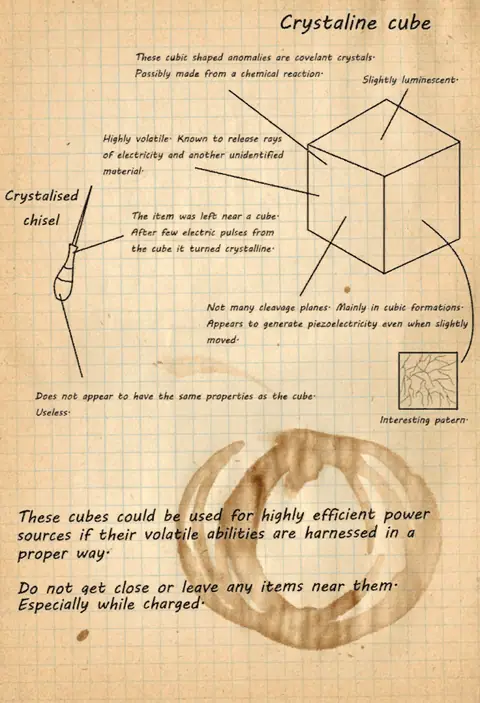 Crystaline cube
These cubic shaped anomalies are covelant crystals.
Possibly made from a chemical reaction.
Slightly luminescent.
Highly volatile. Known to release rays
of electricity and another unidentified
material.
Crystalised
chisel
The item was left near a cube.
After few electric pulses from
the cube it turned crystalline.
Not many cleavage planes. Mainly in cubic formations.
Appears to generate piezoelectricity even when slightly
moved.
Does not appear to have the same properties as the cube.
Useless.
Interesting patern.
These cubes could be used for highly efficient power
sources if their volatile abilities are harnessed in a
proper way.
Do not get close or leave any items near them.
Especially while charged.